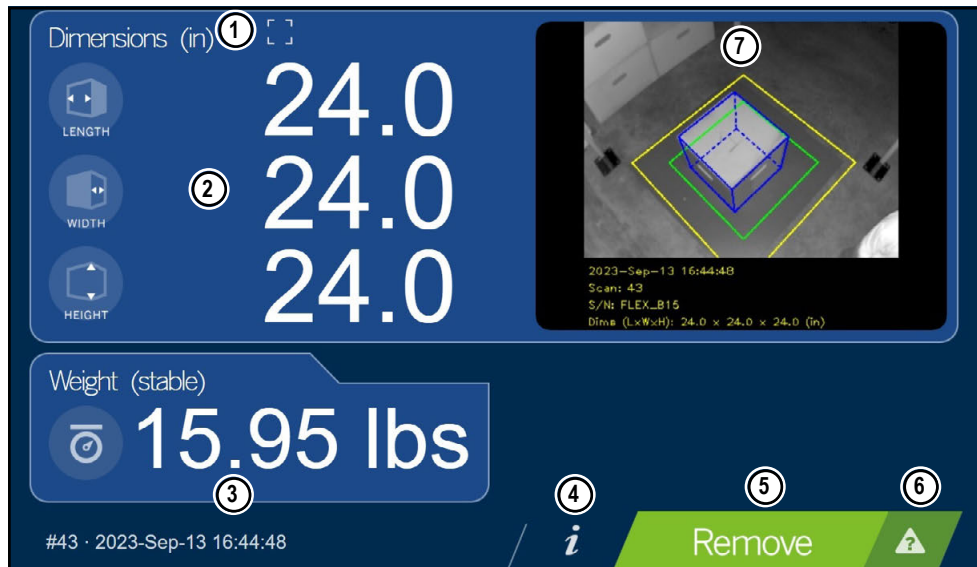 Dimensions (in)
1
7
LENGTH
24.0
WIDTH
2
24.0
HEIGHT
24.0
2023-Sep-13 16:44:48
Scan: 43
S/N: FLEX_B15
Dims (LxWxH): 24.0 x 24.0 x 24.0 (in)
Weight (stable)
15.95 lbs
3
4
5
6
#43 · 2023-Sep-13 16:44:48
i
Remove
?